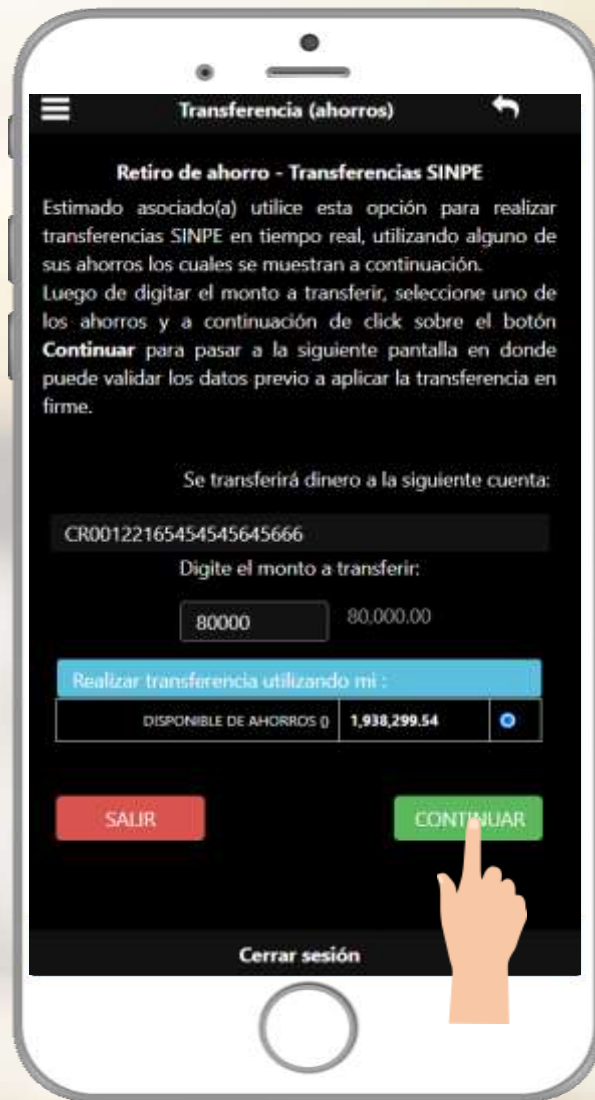 Transferencia (ahorros)
Retiro de ahorro - Transferencias SINPE
Estimado asociado(a) utilice esta opción para realizar
transferencias SINPE en tiempo real, utilizando alguno de
sus ahorros los cuales se muestran a continuación.
Luego de digitar el monto a transferir, seleccione uno de
los ahorros y a continuación de click sobre el botón
Continuar para pasar a la siguiente pantalla en donde
puede validar los datos previo a aplicar la transferencia en
firme.
Se transferirá dinero a la siguiente cuenta:
CR00122165454545645666
Digite el monto a transferir:
80000 80,000.00
Realizar transferencia utilizando mi :
DISPONIBLE DE AHORROS () 1,938,299.54
SALIR CONTINUAR
Cerrar sesión